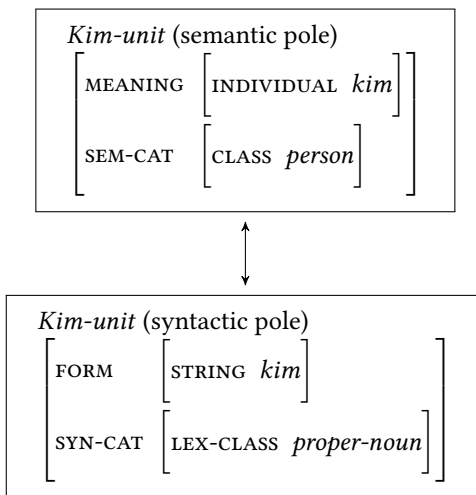 Kim-unit (semantic pole)
MEANING [INDIVIDUAL kim]
SEM-CAT [CLASS person]
Kim-unit (syntactic pole)
FORM [STRING kim]
SYN-CAT [LEX-CLASS proper-noun]